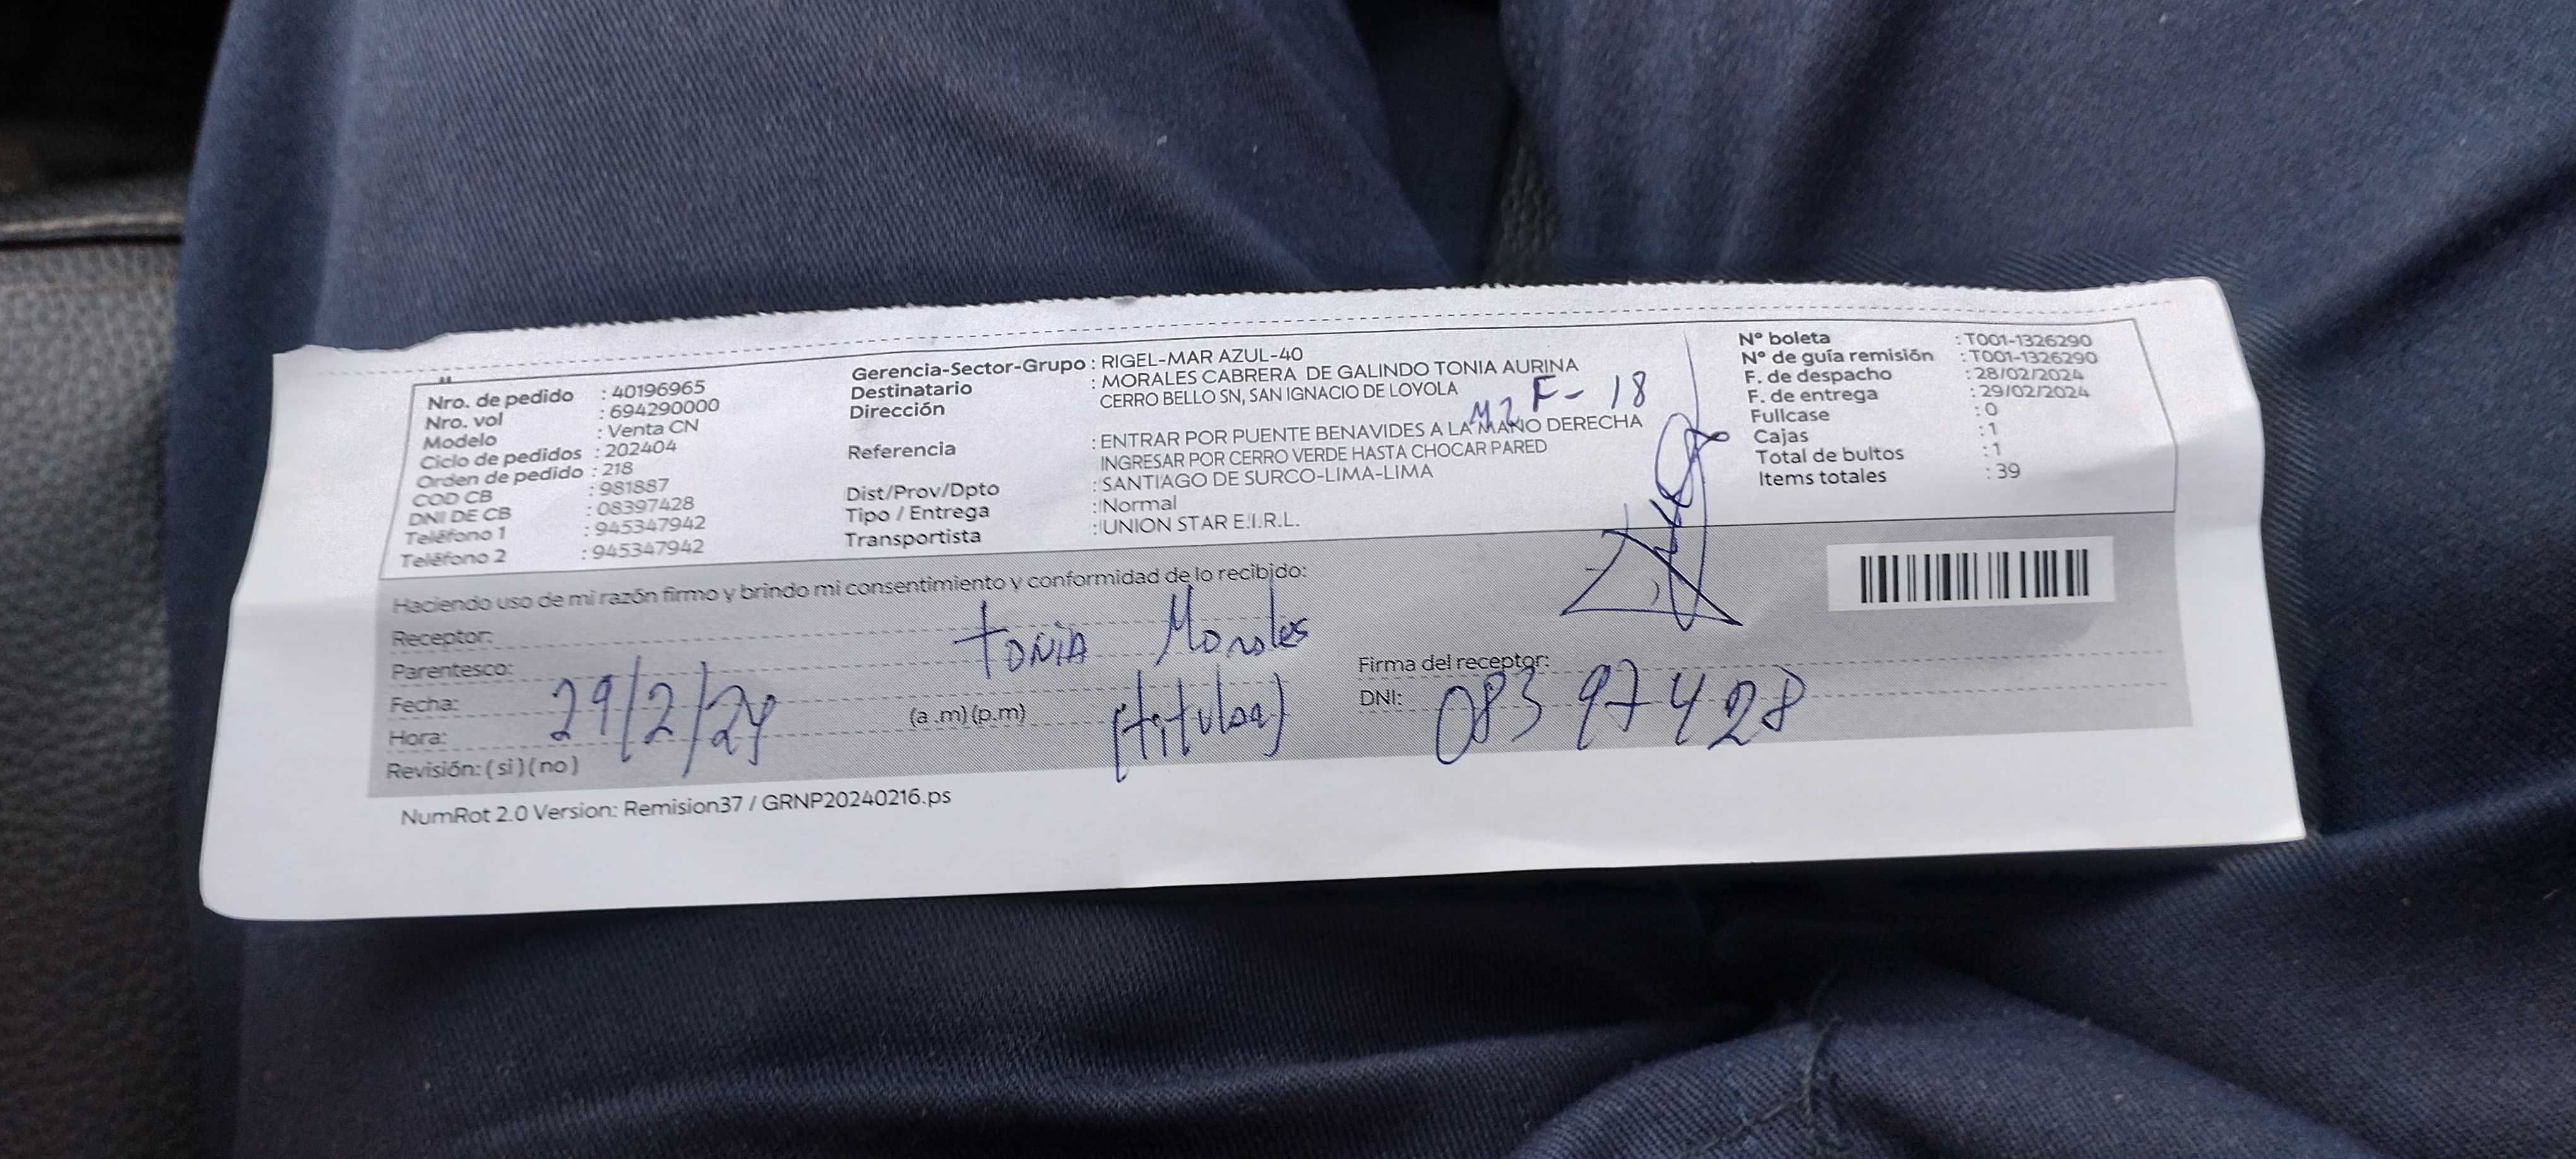 Nro. de pedido : 40196965
Nro. vol : 694290000
Modelo : Venta CN
Ciclo de pedidos : 202404
Orden de pedido : 218
COD CB : 981887
DNI DE CB : 08397428
Teléfono 1 : 945347942
Teléfono 2 : 945347942
Gerencia-Sector-Grupo : RIGEL-MAR AZUL-40
Destinatario : MORALES CABRERA DE GALINDO TONIA AURINA
Dirección CERRO BELLO SN, SAN IGNACIO DE LOYOLA
MZ F - 18
Referencia : ENTRAR POR PUENTE BENAVIDES A LA MANO DERECHA
INGRESAR POR CERRO VERDE HASTA CHOCAR PARED
Dist/Prov/Dpto : SANTIAGO DE SURCO-LIMA-LIMA
Tipo / Entrega : Normal
Transportista : UNION STAR E.I.R.L.
Nº boleta : T001-1326290
Nº de guía remisión : T001-1326290
F. de despacho : 28/02/2024
F. de entrega : 29/02/2024
Fullcase : 0
Cajas : 1
Total de bultos : 1
Items totales : 39
Haciendo uso de mi razón firmo y brindo mi consentimiento y conformidad de lo recibido:
Receptor: Tonia Morales
Parentesco: (titular)
Fecha: 29/2/24
Hora: (a .m) (p.m)
Revisión: ( si ) ( no )
Firma del receptor:
DNI: 08397428
NumRot 2.0 Version: Remision37 / GRNP20240216.ps